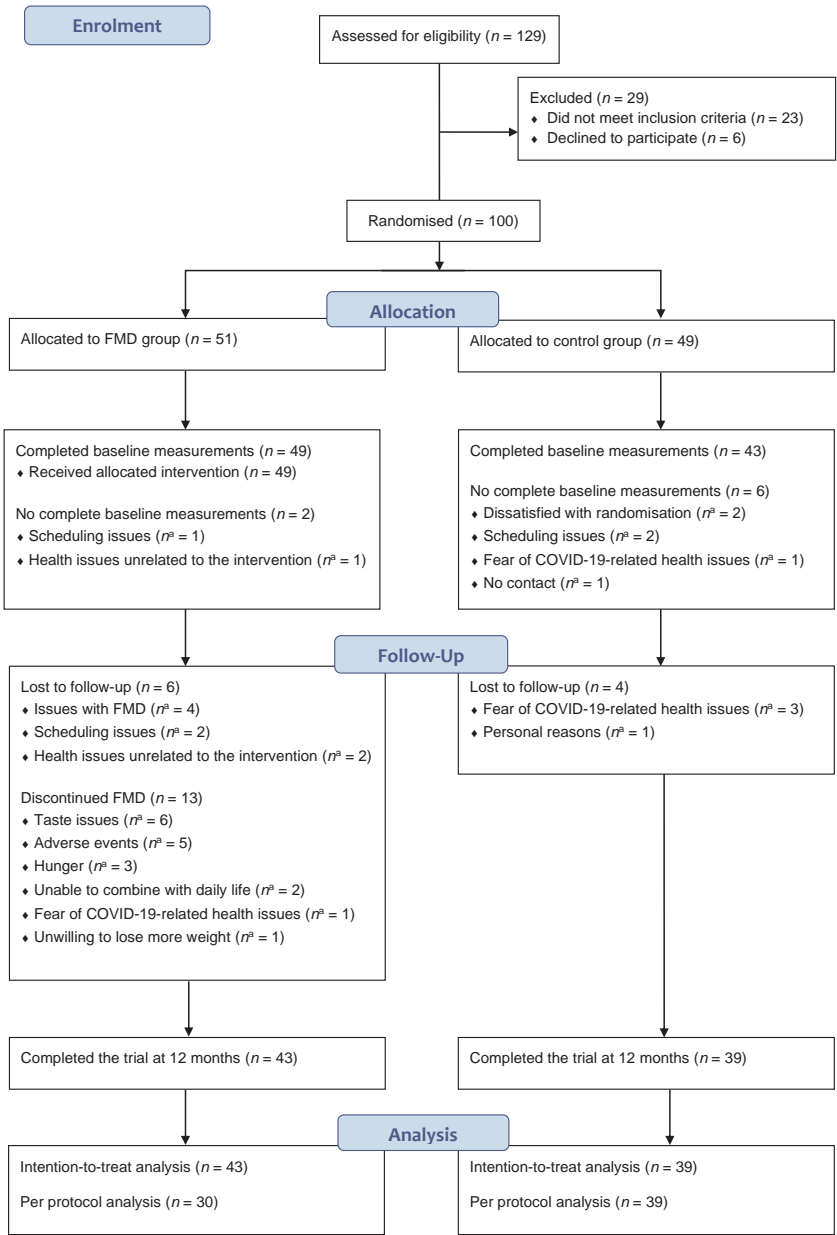 Enrolment
Assessed for eligibility (n = 129)
Excluded (n = 29)
♦ Did not meet inclusion criteria (n = 23)
♦ Declined to participate (n = 6)
Randomised (n = 100)
Allocation
Allocated to FMD group (n = 51)
Allocated to control group (n = 49)
Completed baseline measurements (n = 49)
♦ Received allocated intervention (n = 49)
No complete baseline measurements (n = 2)
♦ Scheduling issues (nᵃ = 1)
♦ Health issues unrelated to the intervention (nᵃ = 1)
Completed baseline measurements (n = 43)
No complete baseline measurements (n = 6)
♦ Dissatisfied with randomisation (nᵃ = 2)
♦ Scheduling issues (nᵃ = 2)
♦ Fear of COVID-19-related health issues (nᵃ = 1)
♦ No contact (nᵃ = 1)
Follow-Up
Lost to follow-up (n = 6)
♦ Issues with FMD (nᵃ = 4)
♦ Scheduling issues (nᵃ = 2)
♦ Health issues unrelated to the intervention (nᵃ = 2)
Discontinued FMD (n = 13)
♦ Taste issues (nᵃ = 6)
♦ Adverse events (nᵃ = 5)
♦ Hunger (nᵃ = 3)
♦ Unable to combine with daily life (nᵃ = 2)
♦ Fear of COVID-19-related health issues (nᵃ = 1)
♦ Unwilling to lose more weight (nᵃ = 1)
Lost to follow-up (n = 4)
♦ Fear of COVID-19-related health issues (nᵃ = 3)
♦ Personal reasons (nᵃ = 1)
Completed the trial at 12 months (n = 43)
Completed the trial at 12 months (n = 39)
Analysis
Intention-to-treat analysis (n = 43)
Per protocol analysis (n = 30)
Intention-to-treat analysis (n = 39)
Per protocol analysis (n = 39)